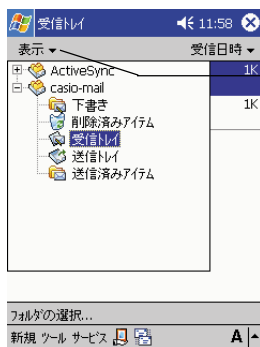 受信ﾄﾚｲ 11:58
表示 受信日時
ActiveSync 1K
casio-mail
下書き 1K
削除済みｱｲﾃﾑ
受信ﾄﾚｲ
送信ﾄﾚｲ
送信済みｱｲﾃﾑ
ﾌｫﾙﾀﾞの選択...
新規 ﾂｰﾙ ｻｰﾋﾞｽ A